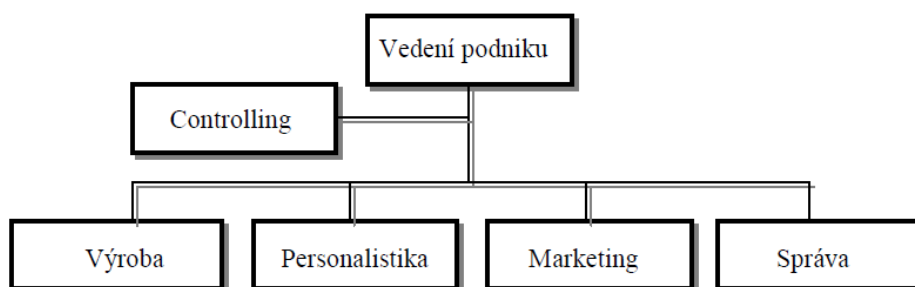 Vedení podniku
Controlling
Výroba
Personalistika
Marketing
Správa